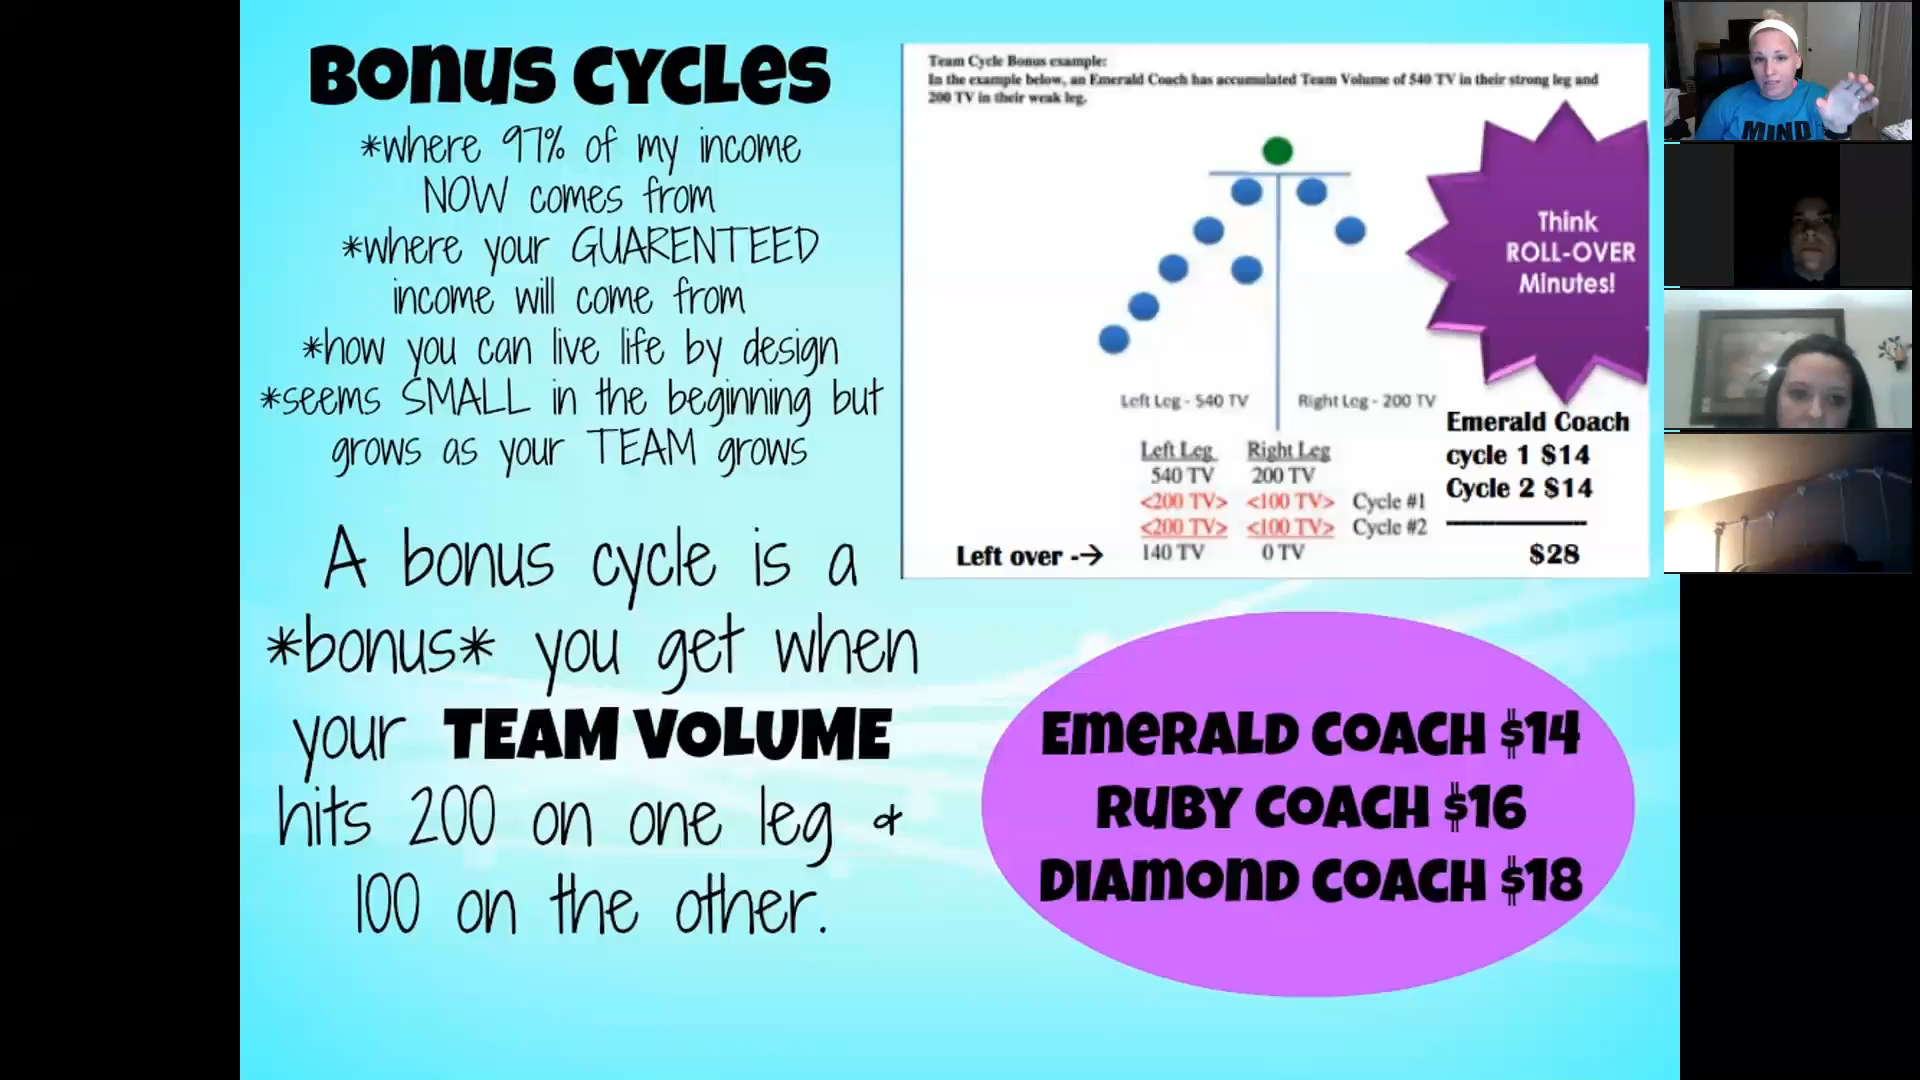 BONUS CYCLES
*where 97% of my income
NOW comes from
*where your GUARENTEED
income will come from
*how you can live life by design
*seems SMALL in the beginning but
grows as your TEAM grows
A bonus cycle is a
*bonus* you get when
your TEAM VOLUME
hits 200 on one leg &
100 on the other.
Team Cycle Bonus example:
In the example below, an Emerald Coach has accumulated Team Volume of 540 TV in their strong leg and
200 TV in their weak leg.
Think
ROLL-OVER
Minutes!
Left Leg - 540 TV
Right Leg - 200 TV
Left Leg Right Leg
540 TV 200 TV
<200 TV> <100 TV> Cycle #1
<200 TV> <100 TV> Cycle #2
Left over --> 140 TV 0 TV
Emerald Coach
cycle 1 $14
Cycle 2 $14
$28
EMERALD COACH $14
RUBY COACH $16
DIAMOND COACH $18
MIND